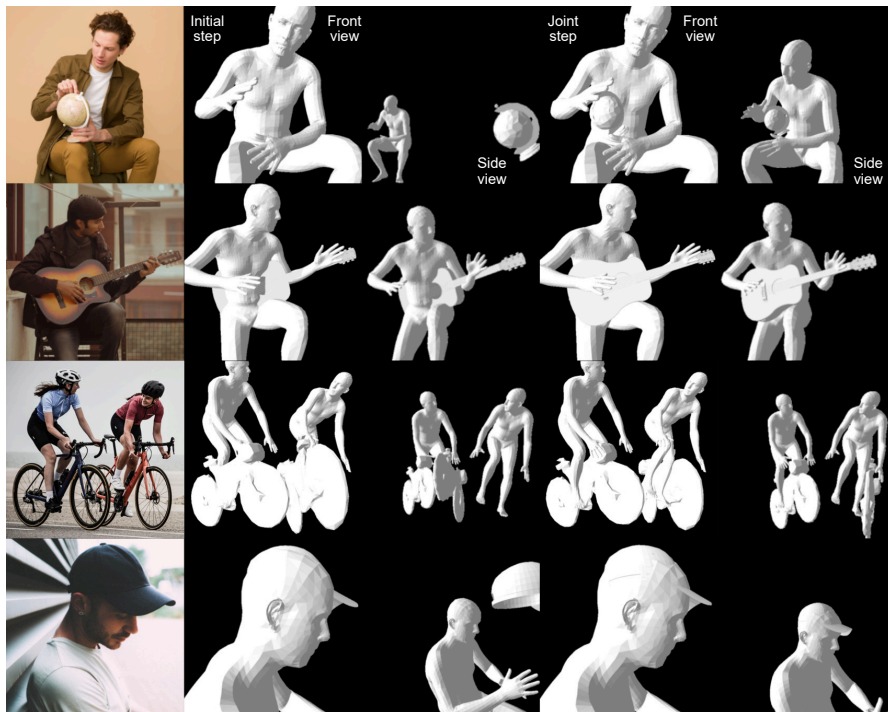 Initial
step
Front
view
Joint
step
Front
view
Side
view
Side
view